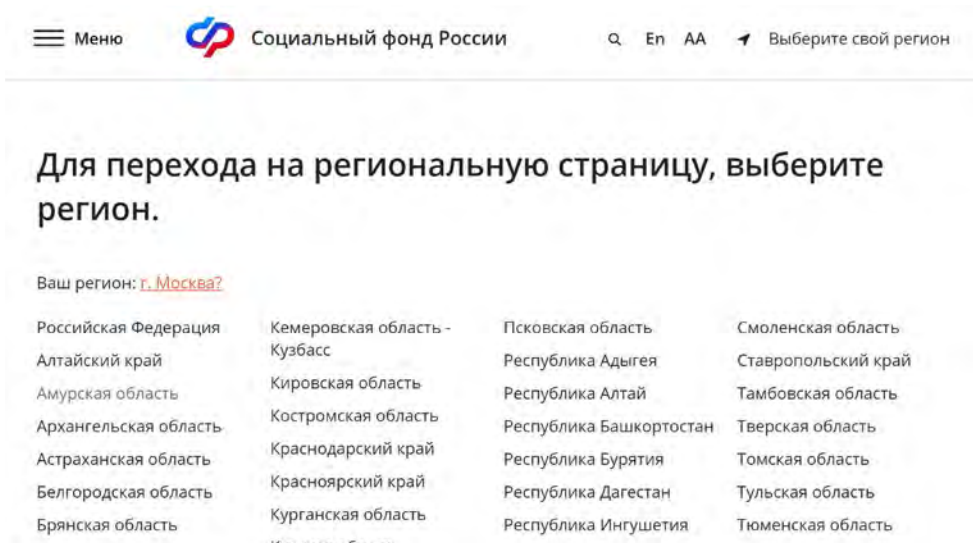 Меню
Социальный фонд России
En AA
Выберите свой регион
Для перехода на региональную страницу, выберите
регион.
Ваш регион: г. Москва?
Российская Федерация
Алтайский край
Амурская область
Архангельская область
Астраханская область
Белгородская область
Брянская область
Кемеровская область -
Кузбасс
Кировская область
Костромская область
Краснодарский край
Красноярский край
Курганская область
Псковская область
Республика Адыгея
Республика Алтай
Республика Башкортостан
Республика Бурятия
Республика Дагестан
Республика Ингушетия
Смоленская область
Ставропольский край
Тамбовская область
Тверская область
Томская область
Тульская область
Тюменская область